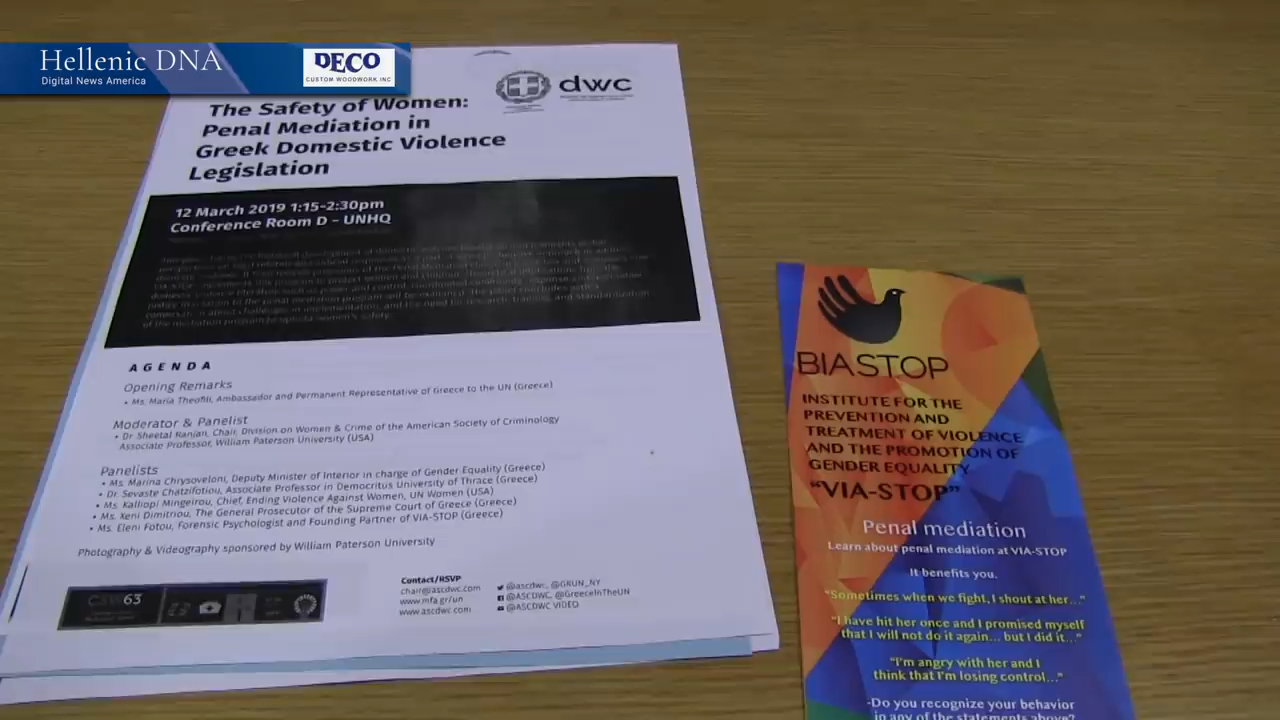 Hellenic DNA
Digital News America
DECO
CUSTOM WOODWORK INC
dwc
The Safety of Women:
Penal Mediation in
Greek Domestic Violence
Legislation
12 March 2019 1:15-2:30pm
Conference Room D – UNHQ
of the mediation program
AGENDA
Opening Remarks
• Ms. Maria Theofili, Ambassador and Permanent Representative of Greece to the UN (Greece)
Moderator & Panelist
• Dr Sheetal Ranjan, Chair, Division on Women & Crime of the American Society of Criminology
Associate Professor, William Paterson University (USA)
Panelists
• Ms. Marina Chrysoveloni, Deputy Minister of Interior in charge of Gender Equality (Greece)
• Dr. Sevaste Chatzifotiou, Associate Professor in Democritus University of Thrace (Greece)
• Ms. Kalliopi Mingeirou, Chief, Ending Violence Against Women, UN Women (USA)
• Ms. Xeni Dimitriou, The General Prosecutor of the Supreme Court of Greece (Greece)
• Ms. Eleni Fotou, Forensic Psychologist and Founding Partner of VIA-STOP (Greece)
Photography & Videography sponsored by William Paterson University
CSW63
Contact/RSVP
chair@ascdwc.com
www.mfa.gr/un
www.ascdwc.com
@ascdwc, @GRUN_NY
@ASCDWC, @GreeceInTheUN
@ASCDWC VIDEO
BIASTOP
INSTITUTE FOR THE
PREVENTION AND
TREATMENT OF VIOLENCE
AND THE PROMOTION OF
GENDER EQUALITY
"VIA-STOP"
Penal mediation
Learn about penal mediation at VIA-STOP
It benefits you.
"Sometimes when we fight, I shout at her..."
"I have hit her once and I promised myself
that I will not do it again... but I did it..."
"I'm angry with her and I
think that I'm losing control..."
-Do you recognize your behavior
in any of the statements above?